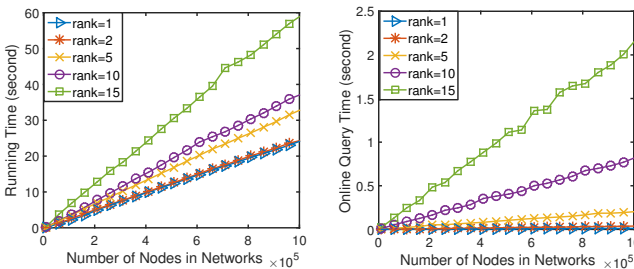 60
50
40
30
20
10
0
Running Time (second)
rank=1
rank=2
rank=5
rank=10
rank=15
0 2 4 6 8 10
Number of Nodes in Networks
×10^5
2.5
2
1.5
1
0.5
0
Online Query Time (second)
rank=1
rank=2
rank=5
rank=10
rank=15
0 2 4 6 8 10
Number of Nodes in Networks
×10^5